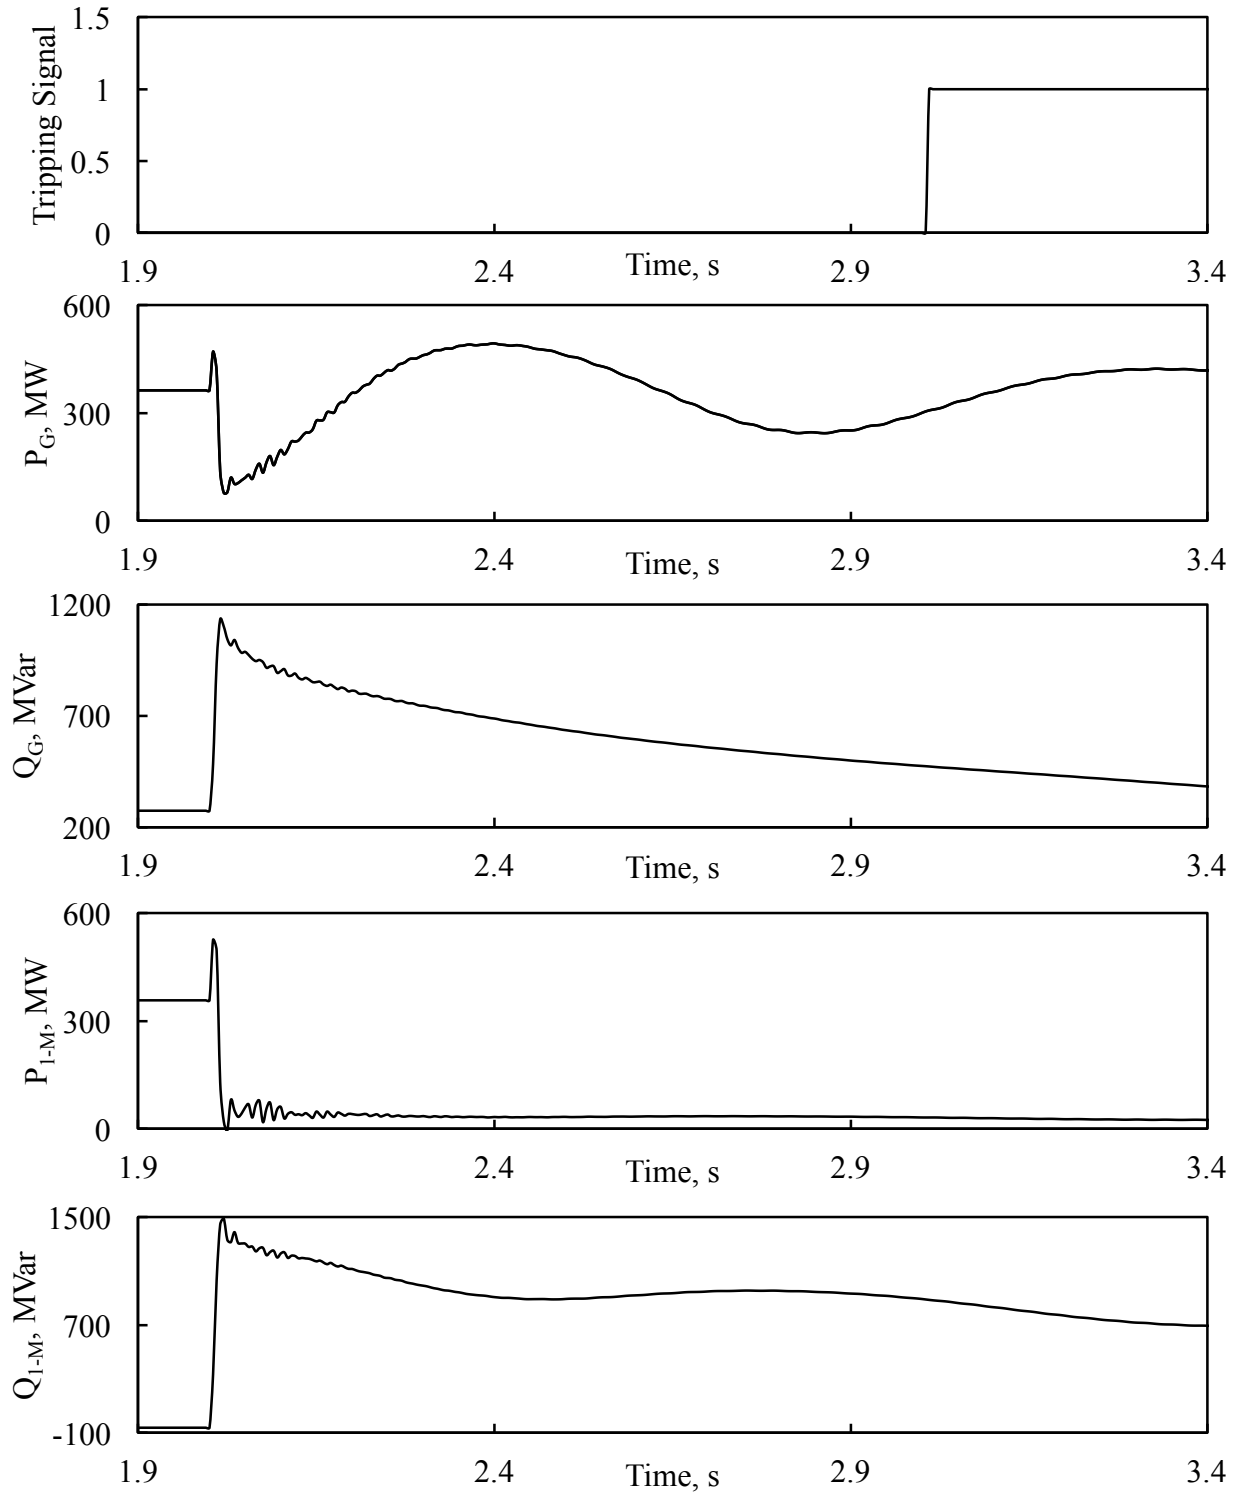 Tripping Signal
1.5
1
0.5
0
1.9 2.4 Time, s 2.9 3.4
P_G, MW
600
300
0
1.9 2.4 Time, s 2.9 3.4
Q_G, MVar
1200
700
200
1.9 2.4 Time, s 2.9 3.4
P_1-M, MW
600
300
0
1.9 2.4 Time, s 2.9 3.4
Q_1-M, MVar
1500
700
-100
1.9 2.4 Time, s 2.9 3.4